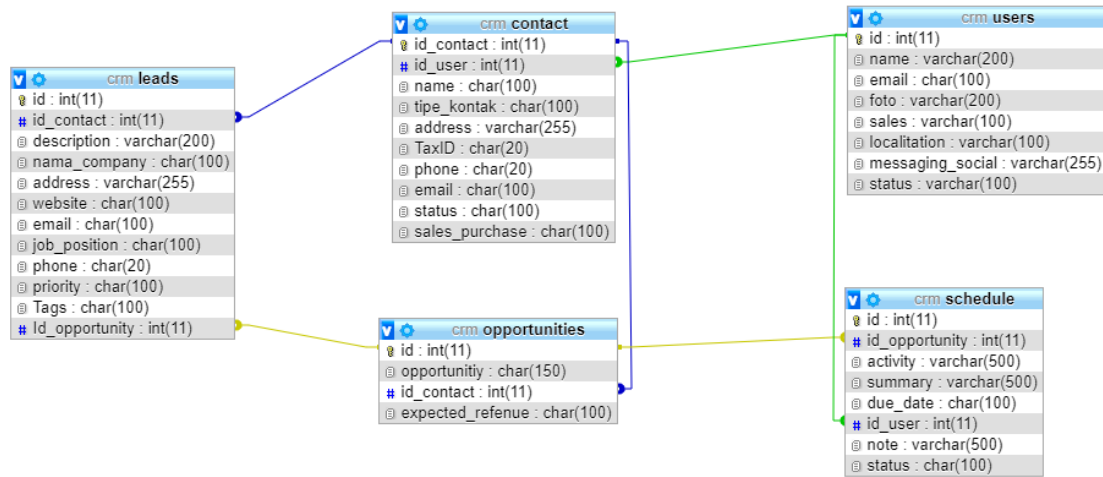 crm leads
id : int(11)
# id_contact : int(11)
description : varchar(200)
nama_company : char(100)
address : varchar(255)
website : char(100)
email : char(100)
job_position : char(100)
phone : char(20)
priority : char(100)
Tags : char(100)
# Id_opportunity : int(11)
crm contact
id_contact : int(11)
# id_user : int(11)
name : char(100)
tipe_kontak : char(100)
address : char(255)
TaxID : char(20)
phone : char(20)
email : char(100)
status : char(100)
sales_purchase : char(100)
crm opportunities
id : int(11)
opportunitiy : char(150)
# id_contact : int(11)
expected_refenue : char(100)
crm users
id : int(11)
name : varchar(200)
email : char(100)
foto : varchar(200)
sales : varchar(100)
localitation : varchar(100)
messaging_social : varchar(255)
status : varchar(100)
crm schedule
id : int(11)
# id_opportunity : int(11)
activity : varchar(500)
summary : varchar(500)
due_date : char(100)
# id_user : int(11)
note : varchar(500)
status : char(100)